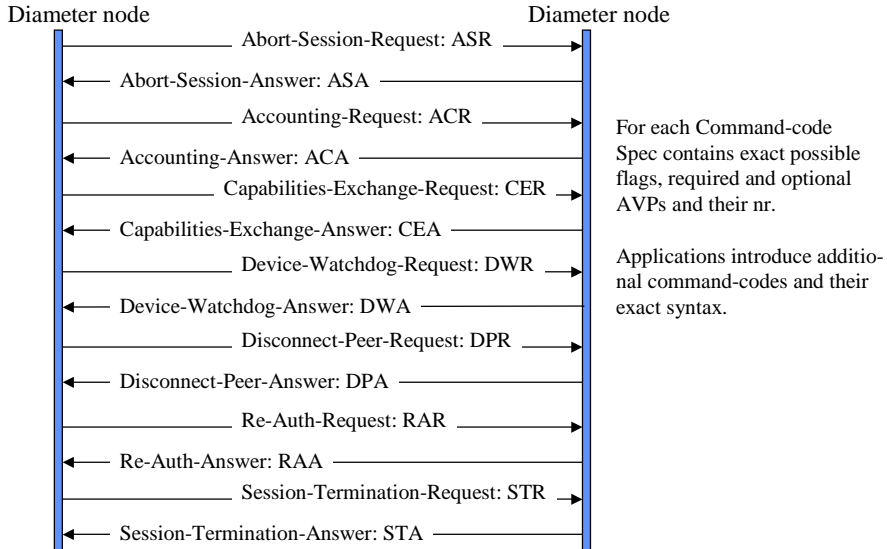 Diameter node
Diameter node
Abort-Session-Request: ASR
Abort-Session-Answer: ASA
Accounting-Request: ACR
Accounting-Answer: ACA
Capabilities-Exchange-Request: CER
Capabilities-Exchange-Answer: CEA
Device-Watchdog-Request: DWR
Device-Watchdog-Answer: DWA
Disconnect-Peer-Request: DPR
Disconnect-Peer-Answer: DPA
Re-Auth-Request: RAR
Re-Auth-Answer: RAA
Session-Termination-Request: STR
Session-Termination-Answer: STA
For each Command-code
Spec contains exact possible
flags, required and optional
AVPs and their nr.
Applications introduce additio-
nal command-codes and their
exact syntax.